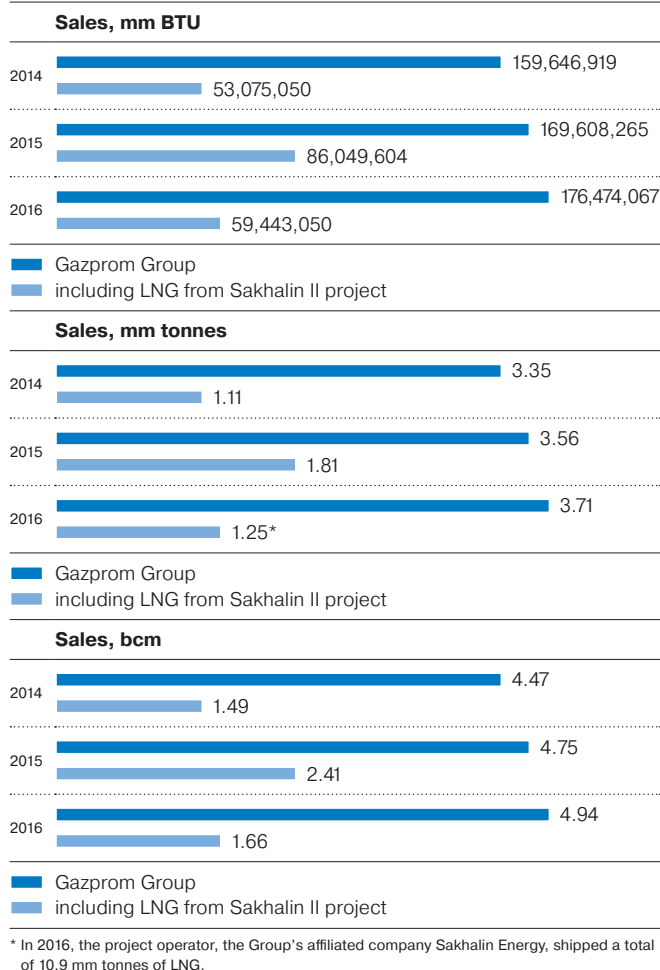 Sales, mm BTU
2014
159,646,919
53,075,050
2015
169,608,265
86,049,604
2016
176,474,067
59,443,050
Gazprom Group
including LNG from Sakhalin II project
Sales, mm tonnes
2014
3.35
1.11
2015
3.56
1.81
2016
3.71
1.25*
Gazprom Group
including LNG from Sakhalin II project
Sales, bcm
2014
4.47
1.49
2015
4.75
2.41
2016
4.94
1.66
Gazprom Group
including LNG from Sakhalin II project
* In 2016, the project operator, the Group's affiliated company Sakhalin Energy, shipped a total
of 10.9 mm tonnes of LNG.